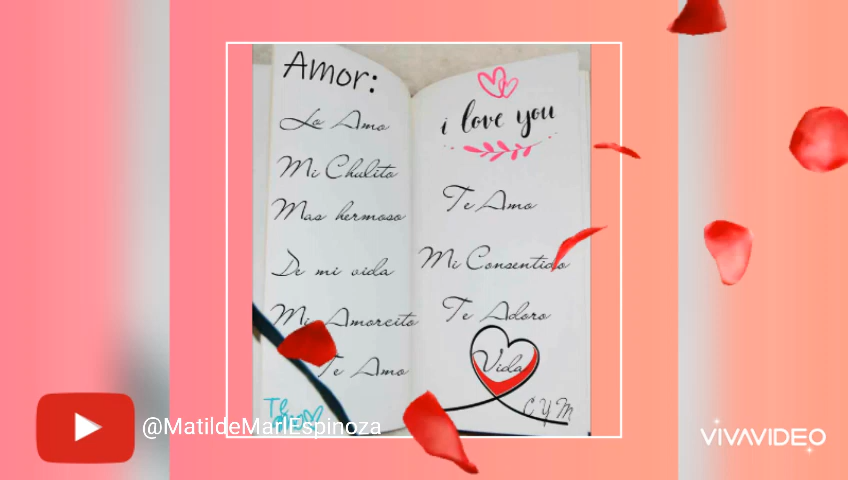 Amor:
Lo Amo
Mi Chulito
Mas hermoso
De mi vida
Mi Amorcito
Te Amo
i love you
Te Amo
Mi Consentido
Te Adoro
Vida
C Y M
Te
@MatildeMarlEspinoza
VIVAVIDEO